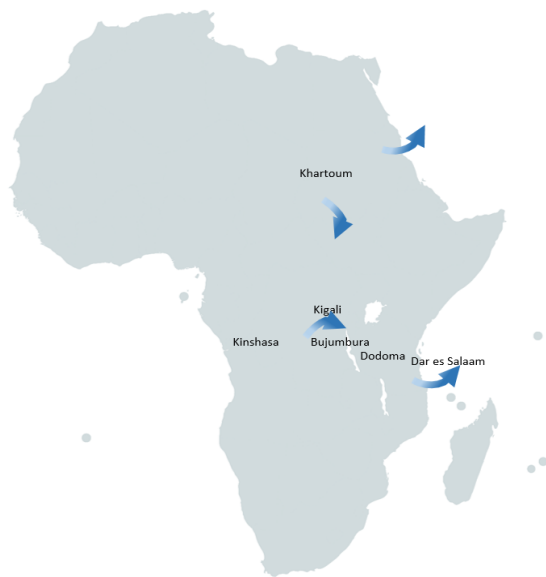 Khartoum
Kigali
Kinshasa
Bujumbura
Dodoma
Dar es Salaam